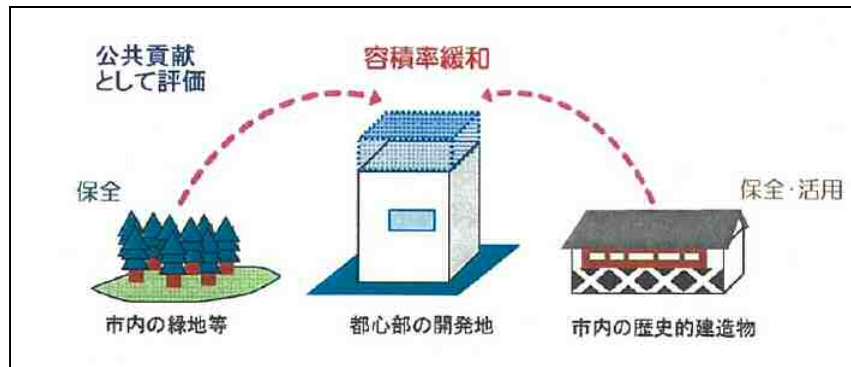 公共貢献
として評価
容積率緩和
保全
保全・活用
市内の緑地等
都心部の開発地
市内の歴史的建造物